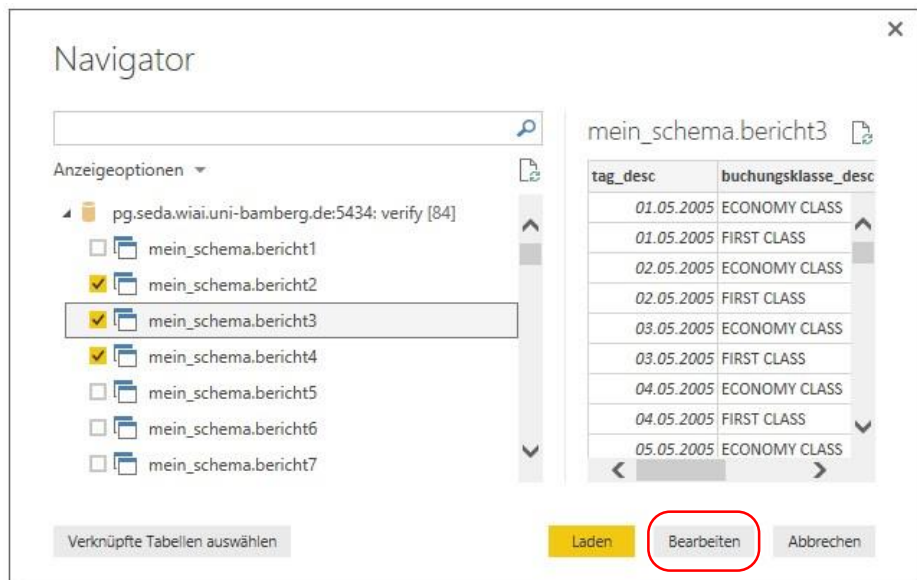 Navigator
Anzeigeoptionen
pg.seda.wiai.uni-bamberg.de:5434: verify [84]
mein_schema.bericht1
mein_schema.bericht2
mein_schema.bericht3
mein_schema.bericht4
mein_schema.bericht5
mein_schema.bericht6
mein_schema.bericht7
mein_schema.bericht3
tag_desc buchungsklasse_desc
01.05.2005 ECONOMY CLASS
01.05.2005 FIRST CLASS
02.05.2005 ECONOMY CLASS
02.05.2005 FIRST CLASS
03.05.2005 ECONOMY CLASS
03.05.2005 FIRST CLASS
04.05.2005 ECONOMY CLASS
04.05.2005 FIRST CLASS
05.05.2005 ECONOMY CLASS
Verknüpfte Tabellen auswählen Laden Bearbeiten Abbrechen